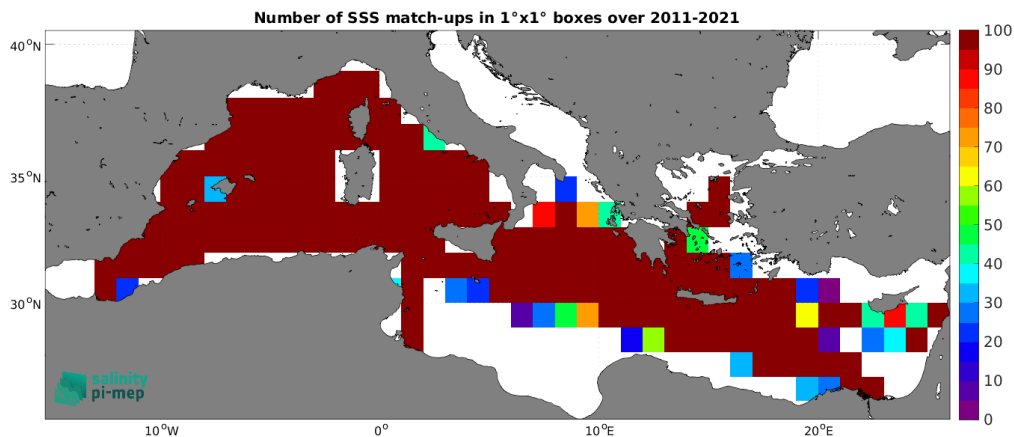 Number of SSS match-ups in 1°x1° boxes over 2011-2021
40°N
35°N
30°N
10°W
0°
10°E
20°E
100
90
80
70
60
50
40
30
20
10
0
salinity
pi-mep